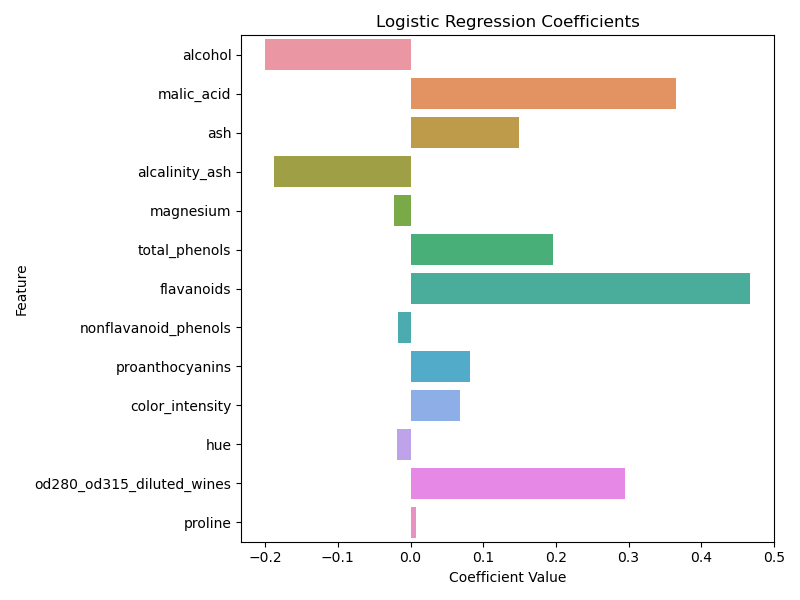 Logistic Regression Coefficients
alcohol
malic_acid
ash
alcalinity_ash
magnesium
total_phenols
flavanoids
nonflavanoid_phenols
proanthocyanins
color_intensity
hue
od280_od315_diluted_wines
proline
Feature
−0.2 −0.1 0.0 0.1 0.2 0.3 0.4 0.5
Coefficient Value